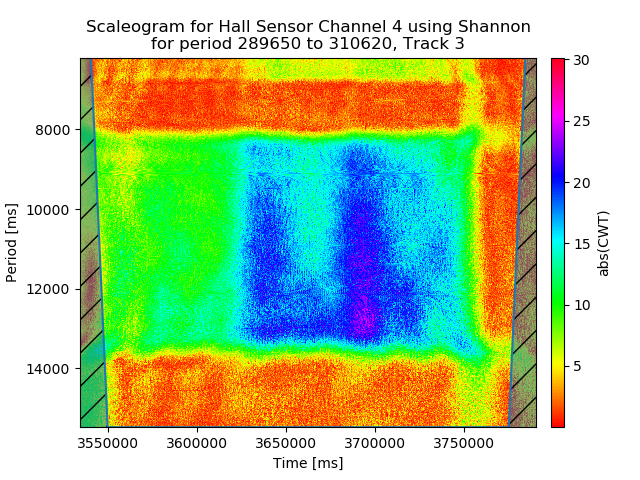 Scaleogram for Hall Sensor Channel 4 using Shannon
for period 289650 to 310620, Track 3
30
25
20
15
10
5
abs(CWT)
8000
10000
12000
14000
Period [ms]
3550000 3600000 3650000 3700000 3750000
Time [ms]